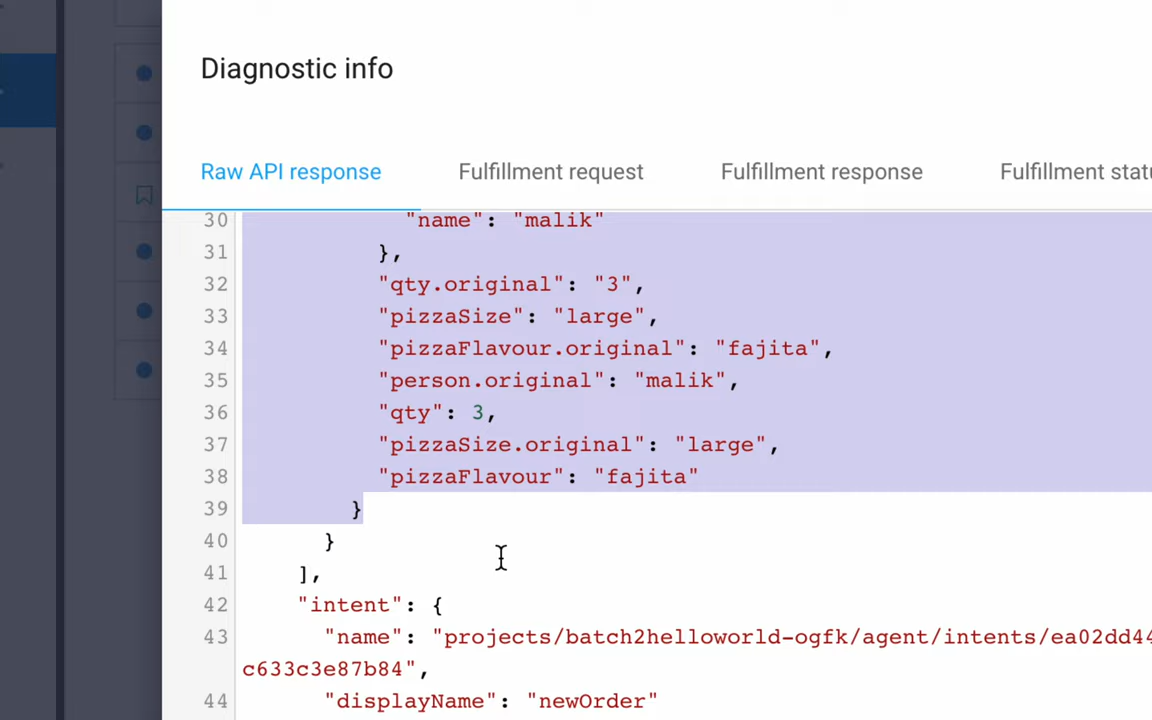 Diagnostic info
Raw API response Fulfillment request Fulfillment response Fulfillment statu
30 "name": "malik"
31 },
32 "qty.original": "3",
33 "pizzaSize": "large",
34 "pizzaFlavour.original": "fajita",
35 "person.original": "malik",
36 "qty": 3,
37 "pizzaSize.original": "large",
38 "pizzaFlavour": "fajita"
39 }
40 }
41 ],
42 "intent": {
43 "name": "projects/batch2helloworld-ogfk/agent/intents/ea02dd44
c633c3e87b84",
44 "displayName": "newOrder"